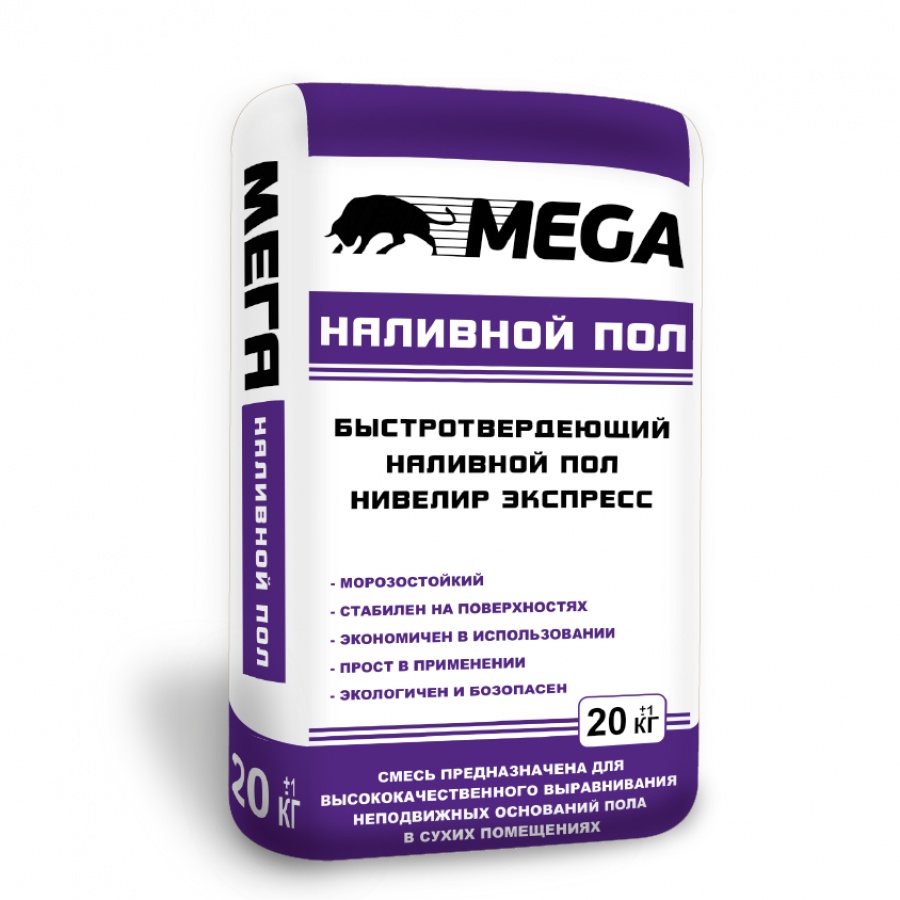 МЕГА
НАЛИВНОЙ ПОЛ
20 ±1 КГ
MEGA
НАЛИВНОЙ ПОЛ
БЫСТРОТВЕРДЕЮЩИЙ
НАЛИВНОЙ ПОЛ
НИВЕЛИР ЭКСПРЕСС
- МОРОЗОСТОЙКИЙ
- СТАБИЛЕН НА ПОВЕРХНОСТЯХ
- ЭКОНОМИЧЕН В ИСПОЛЬЗОВАНИИ
- ПРОСТ В ПРИМЕНЕНИИ
- ЭКОЛОГИЧЕН И БОЗОПАСЕН
20 ±1 КГ
СМЕСЬ ПРЕДНАЗНАЧЕНА ДЛЯ
ВЫСОКОКАЧЕСТВЕННОГО ВЫРАВНИВАНИЯ
НЕПОДВИЖНЫХ ОСНОВАНИЙ ПОЛА
В СУХИХ ПОМЕЩЕНИЯХ